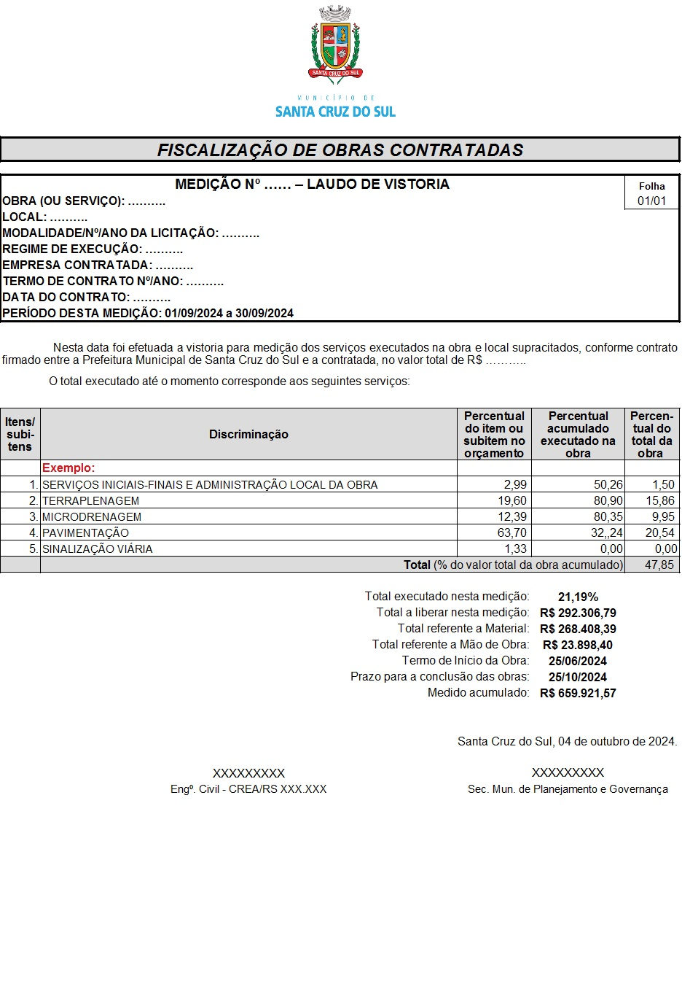 SANTA CRUZ DO SUL
MUNICÍPIO DE
SANTA CRUZ DO SUL
FISCALIZAÇÃO DE OBRAS CONTRATADAS
MEDIÇÃO Nº …… – LAUDO DE VISTORIA
Folha
01/01
OBRA (OU SERVIÇO): ……….
LOCAL: ……….
MODALIDADE/Nº/ANO DA LICITAÇÃO: ……….
REGIME DE EXECUÇÃO: ……….
EMPRESA CONTRATADA: ……….
TERMO DE CONTRATO Nº/ANO: ……….
DATA DO CONTRATO: ……….
PERÍODO DESTA MEDIÇÃO: 01/09/2024 a 30/09/2024
Nesta data foi efetuada a vistoria para medição dos serviços executados na obra e local supracitados, conforme contrato
firmado entre a Prefeitura Municipal de Santa Cruz do Sul e a contratada, no valor total de R$ ………..
O total executado até o momento corresponde aos seguintes serviços:
Itens/
subi-
tens
Discriminação
Percentual
do item ou
subitem no
orçamento
Percentual
acumulado
executado na
obra
Percen-
tual do
total da
obra
Exemplo:
1. SERVIÇOS INICIAIS-FINAIS E ADMINISTRAÇÃO LOCAL DA OBRA 2,99 50,26 1,50
2. TERRAPLENAGEM 19,60 80,90 15,86
3. MICRODRENAGEM 12,39 80,35 9,95
4. PAVIMENTAÇÃO 63,70 32,,24 20,54
5. SINALIZAÇÃO VIÁRIA 1,33 0,00 0,00
Total (% do valor total da obra acumulado) 47,85
Total executado nesta medição: 21,19%
Total a liberar nesta medição: R$ 292.306,79
Total referente a Material: R$ 268.408,39
Total referente a Mão de Obra: R$ 23.898,40
Termo de Início da Obra: 25/06/2024
Prazo para a conclusão das obras: 25/10/2024
Medido acumulado: R$ 659.921,57
Santa Cruz do Sul, 04 de outubro de 2024.
XXXXXXXXX
Engº. Civil - CREA/RS XXX.XXX
XXXXXXXXX
Sec. Mun. de Planejamento e Governança